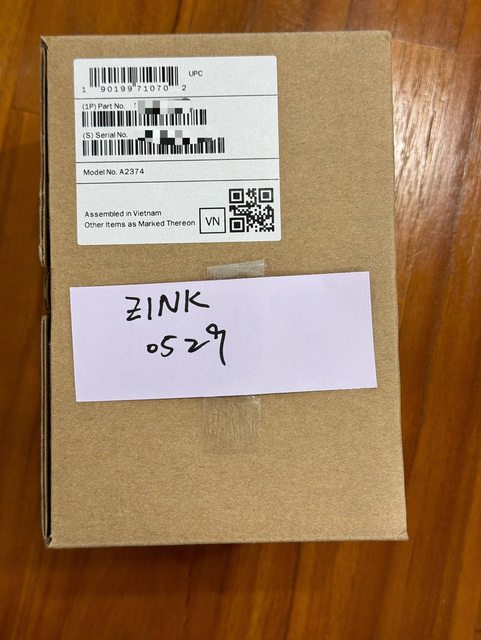 UPC
1 90199 71070 2
(1P) Part No.
(S) Serial No.
Model No. A2374
Assembled in Vietnam
Other Items as Marked Thereon
VN
ZINK
0527